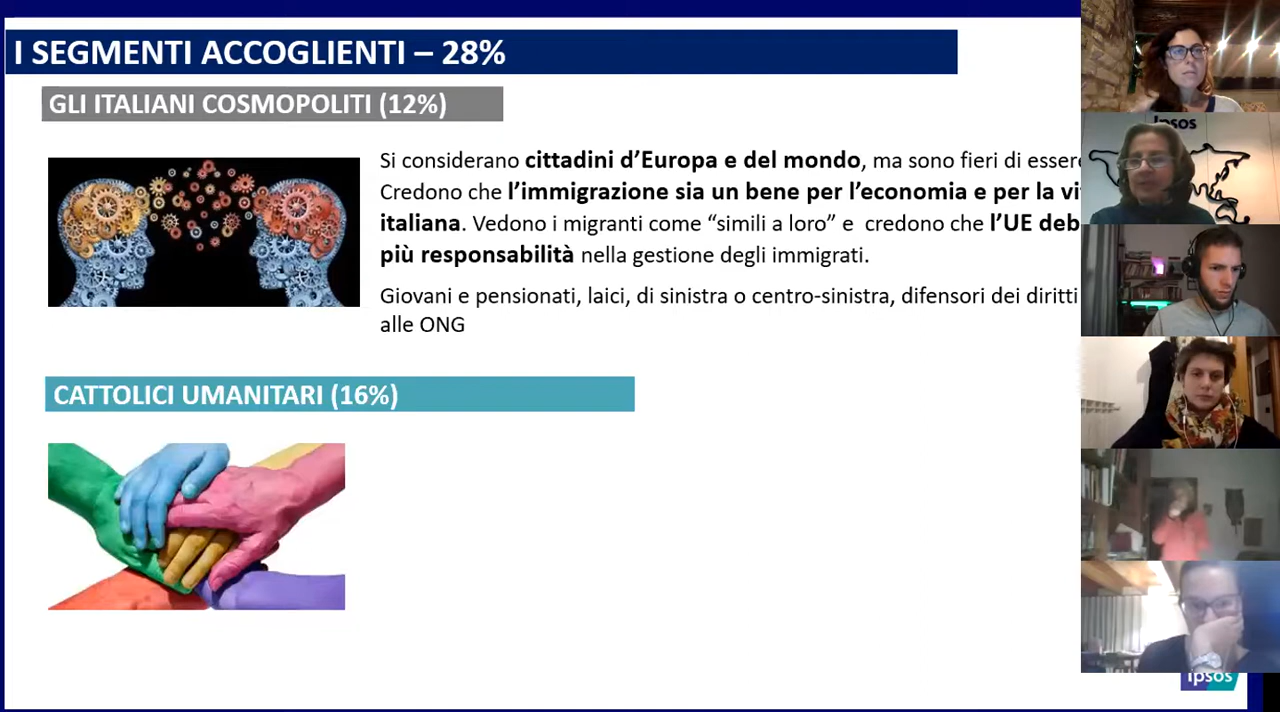 I SEGMENTI ACCOGLIENTI – 28%
GLI ITALIANI COSMOPOLITI (12%)
Si considerano cittadini d’Europa e del mondo, ma sono fieri di essere
Credono che l’immigrazione sia un bene per l’economia e per la
italiana. Vedono i migranti come “simili a loro” e credono che l’UE
più responsabilità nella gestione degli immigrati.
Giovani e pensionati, laici, di sinistra o centro-sinistra, difensori dei diritti
alle ONG
CATTOLICI UMANITARI (16%)
Ipsos
Ipsos